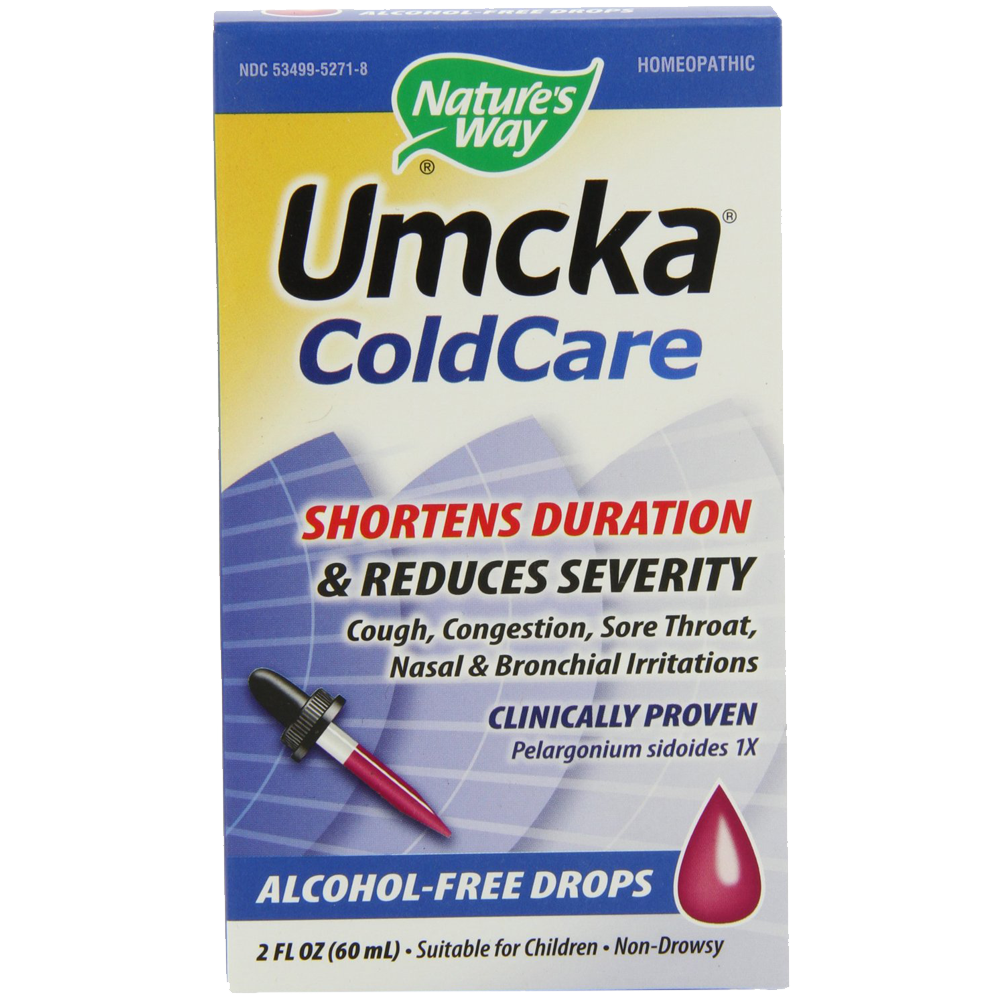 ALCOHOL-FREE DROPS
NDC 53499-5271-8
HOMEOPATHIC
Nature's
Way
®
Umcka®
ColdCare
SHORTENS DURATION
& REDUCES SEVERITY
Cough, Congestion, Sore Throat,
Nasal & Bronchial Irritations
CLINICALLY PROVEN
Pelargonium sidoides 1X
ALCOHOL-FREE DROPS
2 FL OZ (60 mL) • Suitable for Children • Non-Drowsy